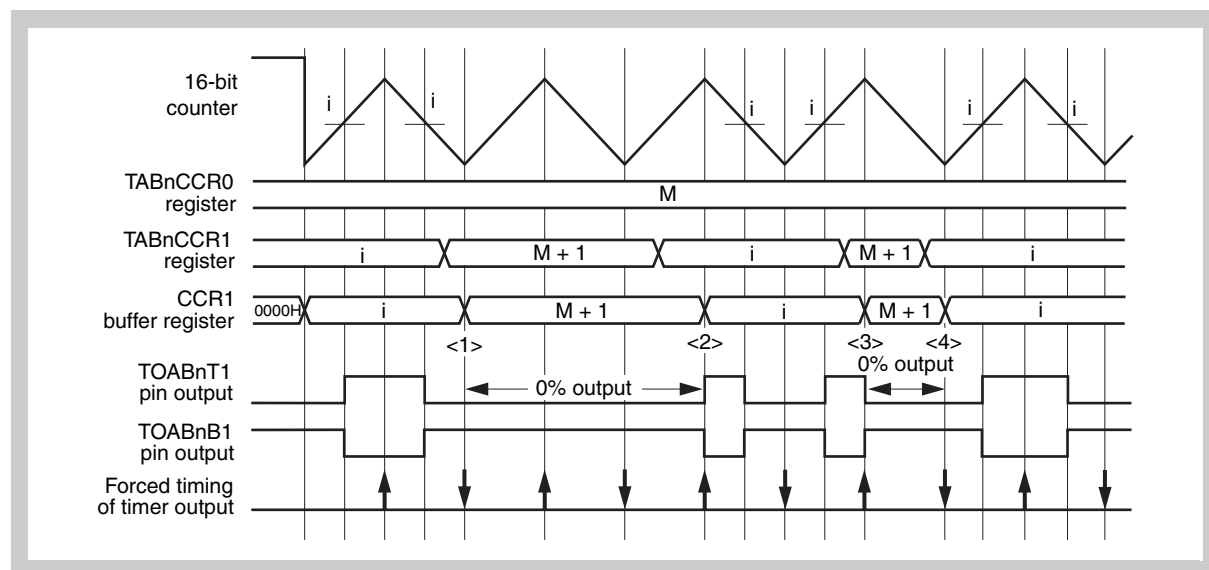 16-bit
counter
i
i
i
i
i
i
TABnCCR0
register
M
TABnCCR1
register
i
M + 1
i
M + 1
i
CCR1
buffer register
0000H
i
M + 1
i
M + 1
i
<1>
<2>
<3>
<4>
0% output
TOABnT1
pin output
0% output
TOABnB1
pin output
Forced timing
of timer output